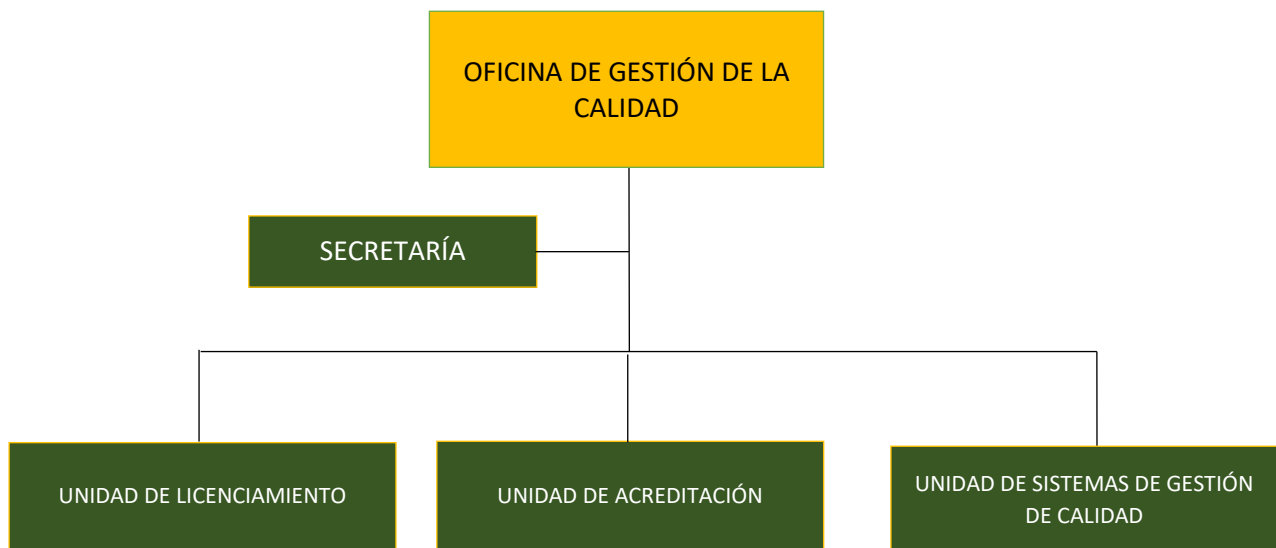 OFICINA DE GESTIÓN DE LA
CALIDAD
SECRETARÍA
UNIDAD DE LICENCIAMIENTO
UNIDAD DE ACREDITACIÓN
UNIDAD DE SISTEMAS DE GESTIÓN
DE CALIDAD